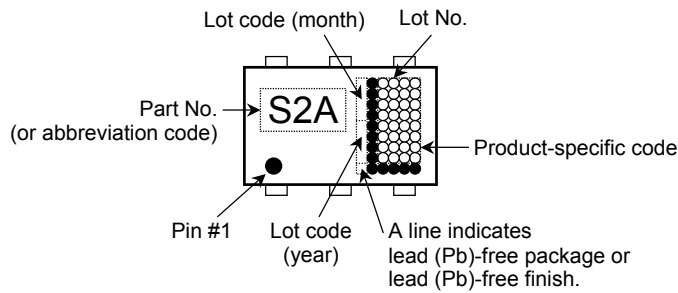 Lot code (month)
Lot No.
Part No.
(or abbreviation code)
S2A
Product-specific code
Pin #1
Lot code
(year)
A line indicates
lead (Pb)-free package or
lead (Pb)-free finish.